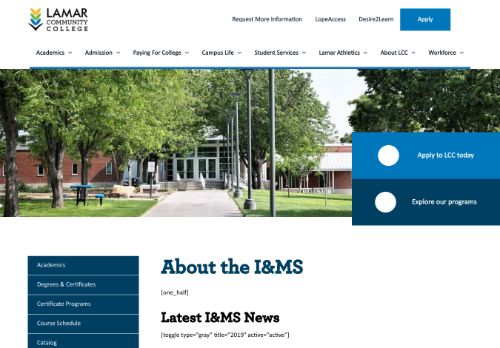 LAMAR
COMMUNITY
COLLEGE
Request More Information LopeAccess Desire2Learn Apply
Academics Admission Paying For College Campus Life Student Services Lamar Athletics About LCC Workforce
Apply to LCC today
Explore our programs
Academics
Degrees & Certificates
Certificate Programs
Course Schedule
Catalog
About the I&MS
[one_half]
Latest I&MS News
[toggle type="gray" title="2019" active="active"]